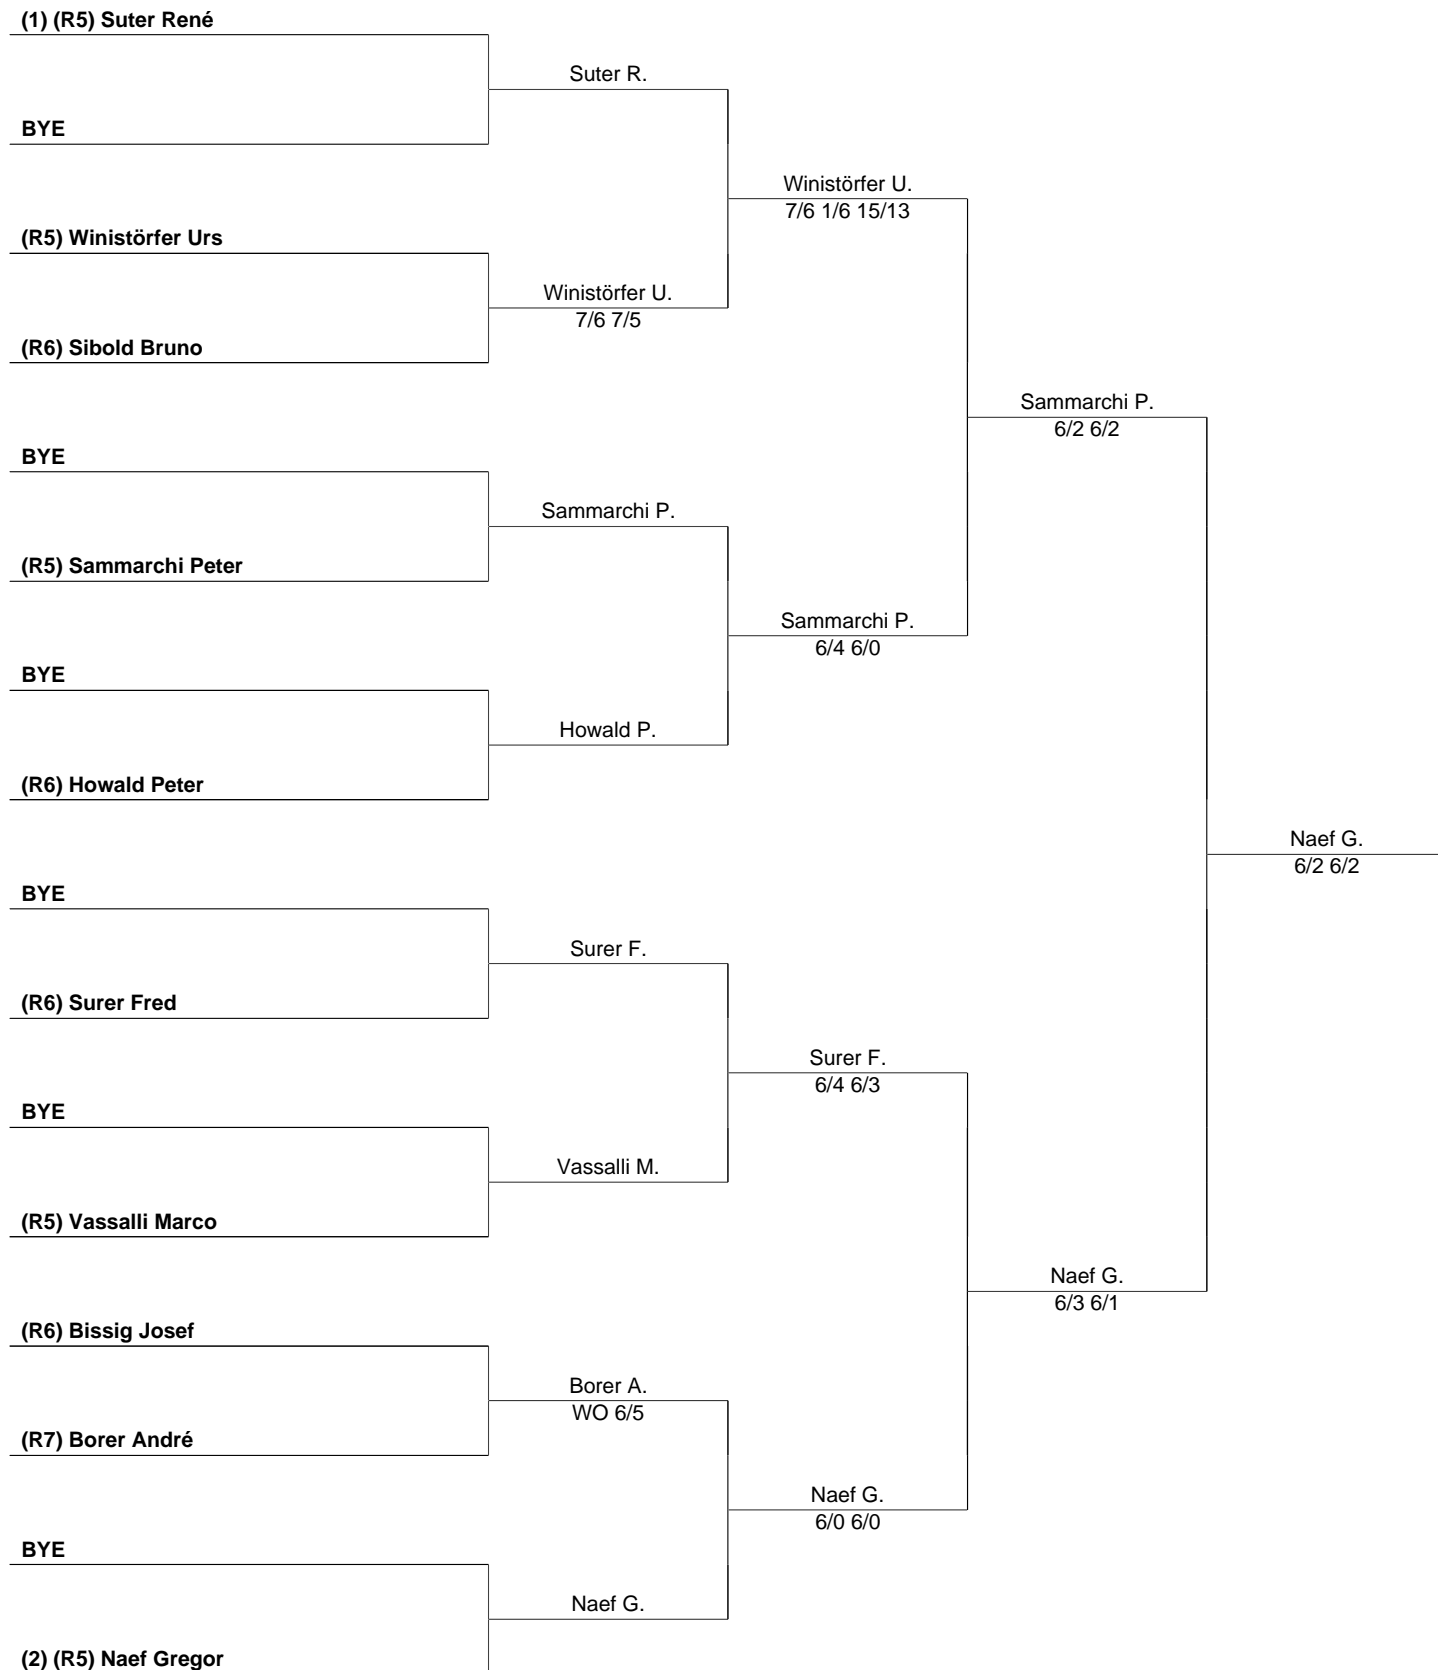 (1) (R5) Suter René
Suter R.
BYE
Winistörfer U.
7/6 1/6 15/13
(R5) Winistörfer Urs
Winistörfer U.
7/6 7/5
(R6) Sibold Bruno
Sammarchi P.
6/2 6/2
BYE
Sammarchi P.
(R5) Sammarchi Peter
Sammarchi P.
6/4 6/0
BYE
Howald P.
(R6) Howald Peter
Naef G.
6/2 6/2
BYE
Surer F.
(R6) Surer Fred
Surer F.
6/4 6/3
BYE
Vassalli M.
(R5) Vassalli Marco
Naef G.
6/3 6/1
(R6) Bissig Josef
Borer A.
WO 6/5
(R7) Borer André
Naef G.
6/0 6/0
BYE
Naef G.
(2) (R5) Naef Gregor